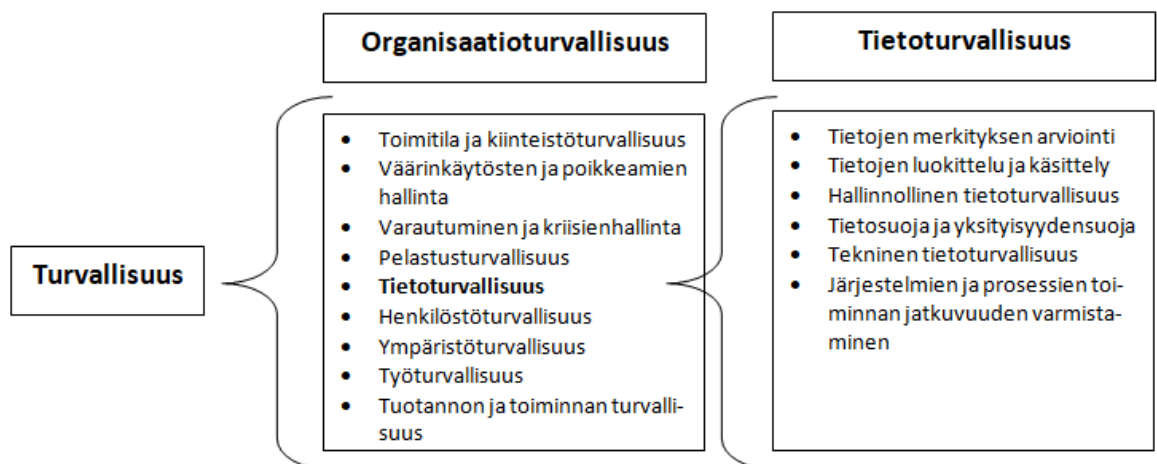 Turvallisuus
Organisaatioturvallisuus
• Toimitila ja kiinteistöturvallisuus
• Väärinkäytösten ja poikkeamien
hallinta
• Varautuminen ja kriisienhallinta
• Pelastusturvallisuus
• Tietoturvallisuus
• Henkilöstöturvallisuus
• Ympäristöturvallisuus
• Työturvallisuus
• Tuotannon ja toiminnan turvalli-
suus
Tietoturvallisuus
• Tietojen merkityksen arviointi
• Tietojen luokittelu ja käsittely
• Hallinnollinen tietoturvallisuus
• Tietosuoja ja yksityisyydensuoja
• Tekninen tietoturvallisuus
• Järjestelmien ja prosessien toi-
minnan jatkuvuuden varmista-
minen